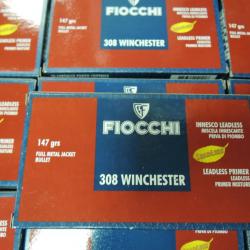 147 grs
FULL METAL JACKET
BULLET
FIOCCHI
308 WINCHESTER
INNESCO LEADLESS
MISCELA INNESCANTE
PRIVA DI PIOMBO
LEADLESS PRIMER
LEADLESS
PRIMER MIXTURE
147 grs
FULL METAL JACKET
BULLET
FIOCCHI
308 WINCHESTER
INNESCO LEADLESS
MISCELA INNESCANTE
PRIVA DI PIOMBO
LEADLESS PRIMER
LEADLESS
PRIMER MIXTURE